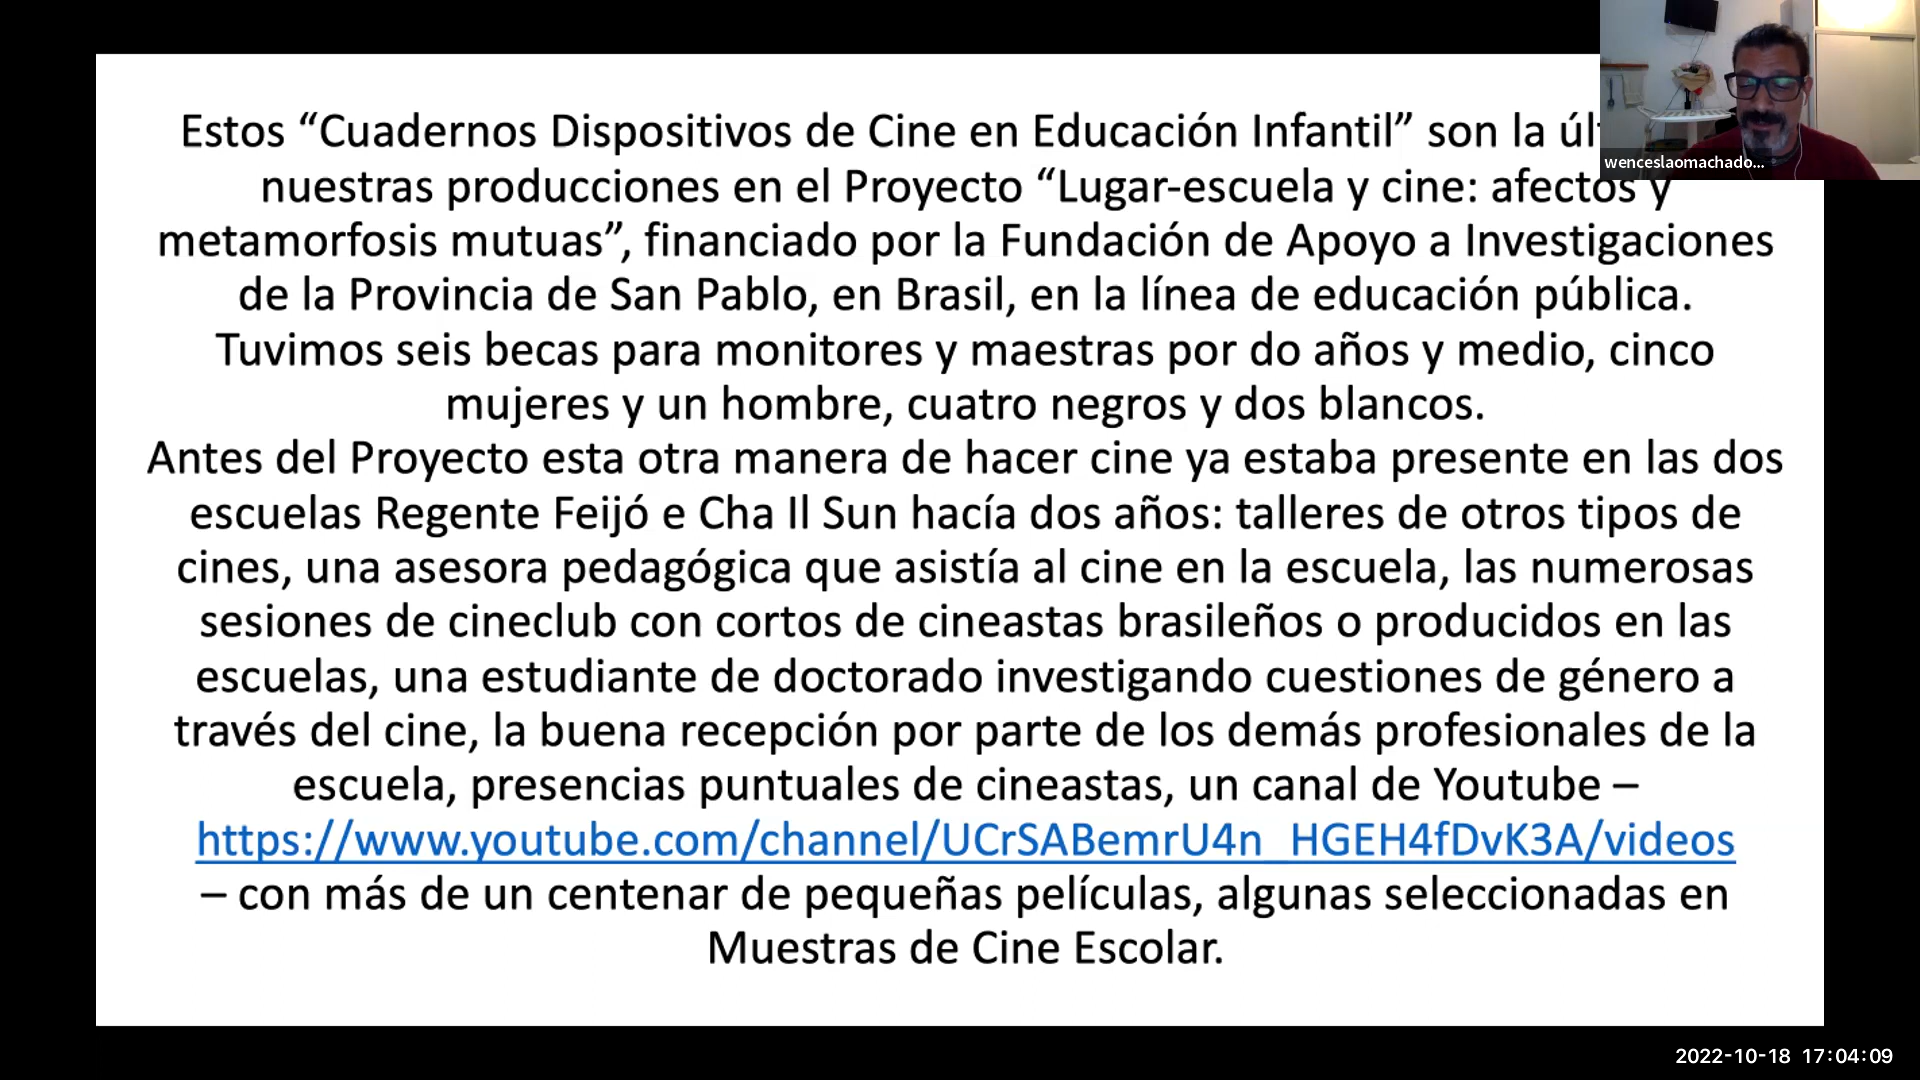 Estos “Cuadernos Dispositivos de Cine en Educación Infantil” son la
nuestras producciones en el Proyecto “Lugar-escuela y cine: afectos y
metamorfosis mutuas”, financiado por la Fundación de Apoyo a Investigaciones
de la Provincia de San Pablo, en Brasil, en la línea de educación pública.
Tuvimos seis becas para monitores y maestras por do años y medio, cinco
mujeres y un hombre, cuatro negros y dos blancos.
Antes del Proyecto esta otra manera de hacer cine ya estaba presente en las dos
escuelas Regente Feijó e Cha Il Sun hacía dos años: talleres de otros tipos de
cines, una asesora pedagógica que asistía al cine en la escuela, las numerosas
sesiones de cineclub con cortos de cineastas brasileños o producidos en las
escuelas, una estudiante de doctorado investigando cuestiones de género a
través del cine, la buena recepción por parte de los demás profesionales de la
escuela, presencias puntuales de cineastas, un canal de Youtube –
https://www.youtube.com/channel/UCrSABemrU4n_HGEH4fDvK3A/videos
– con más de un centenar de pequeñas películas, algunas seleccionadas en
Muestras de Cine Escolar.
wenceslaomachado...
2022-10-18 17:04:09